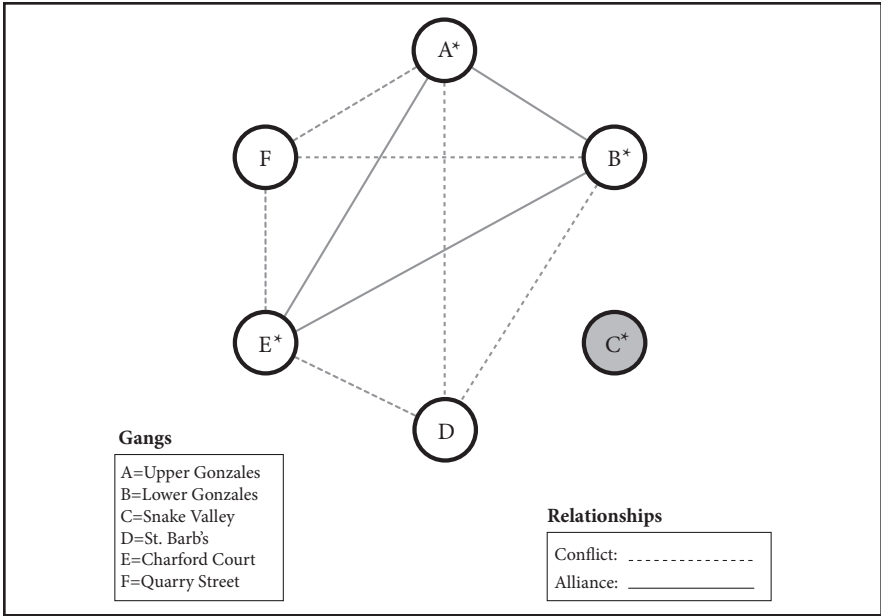 A*
F
B*
E*
C*
D
Gangs
A=Upper Gonzales
B=Lower Gonzales
C=Snake Valley
D=St. Barb's
E=Charford Court
F=Quarry Street
Relationships
Conflict:
Alliance: